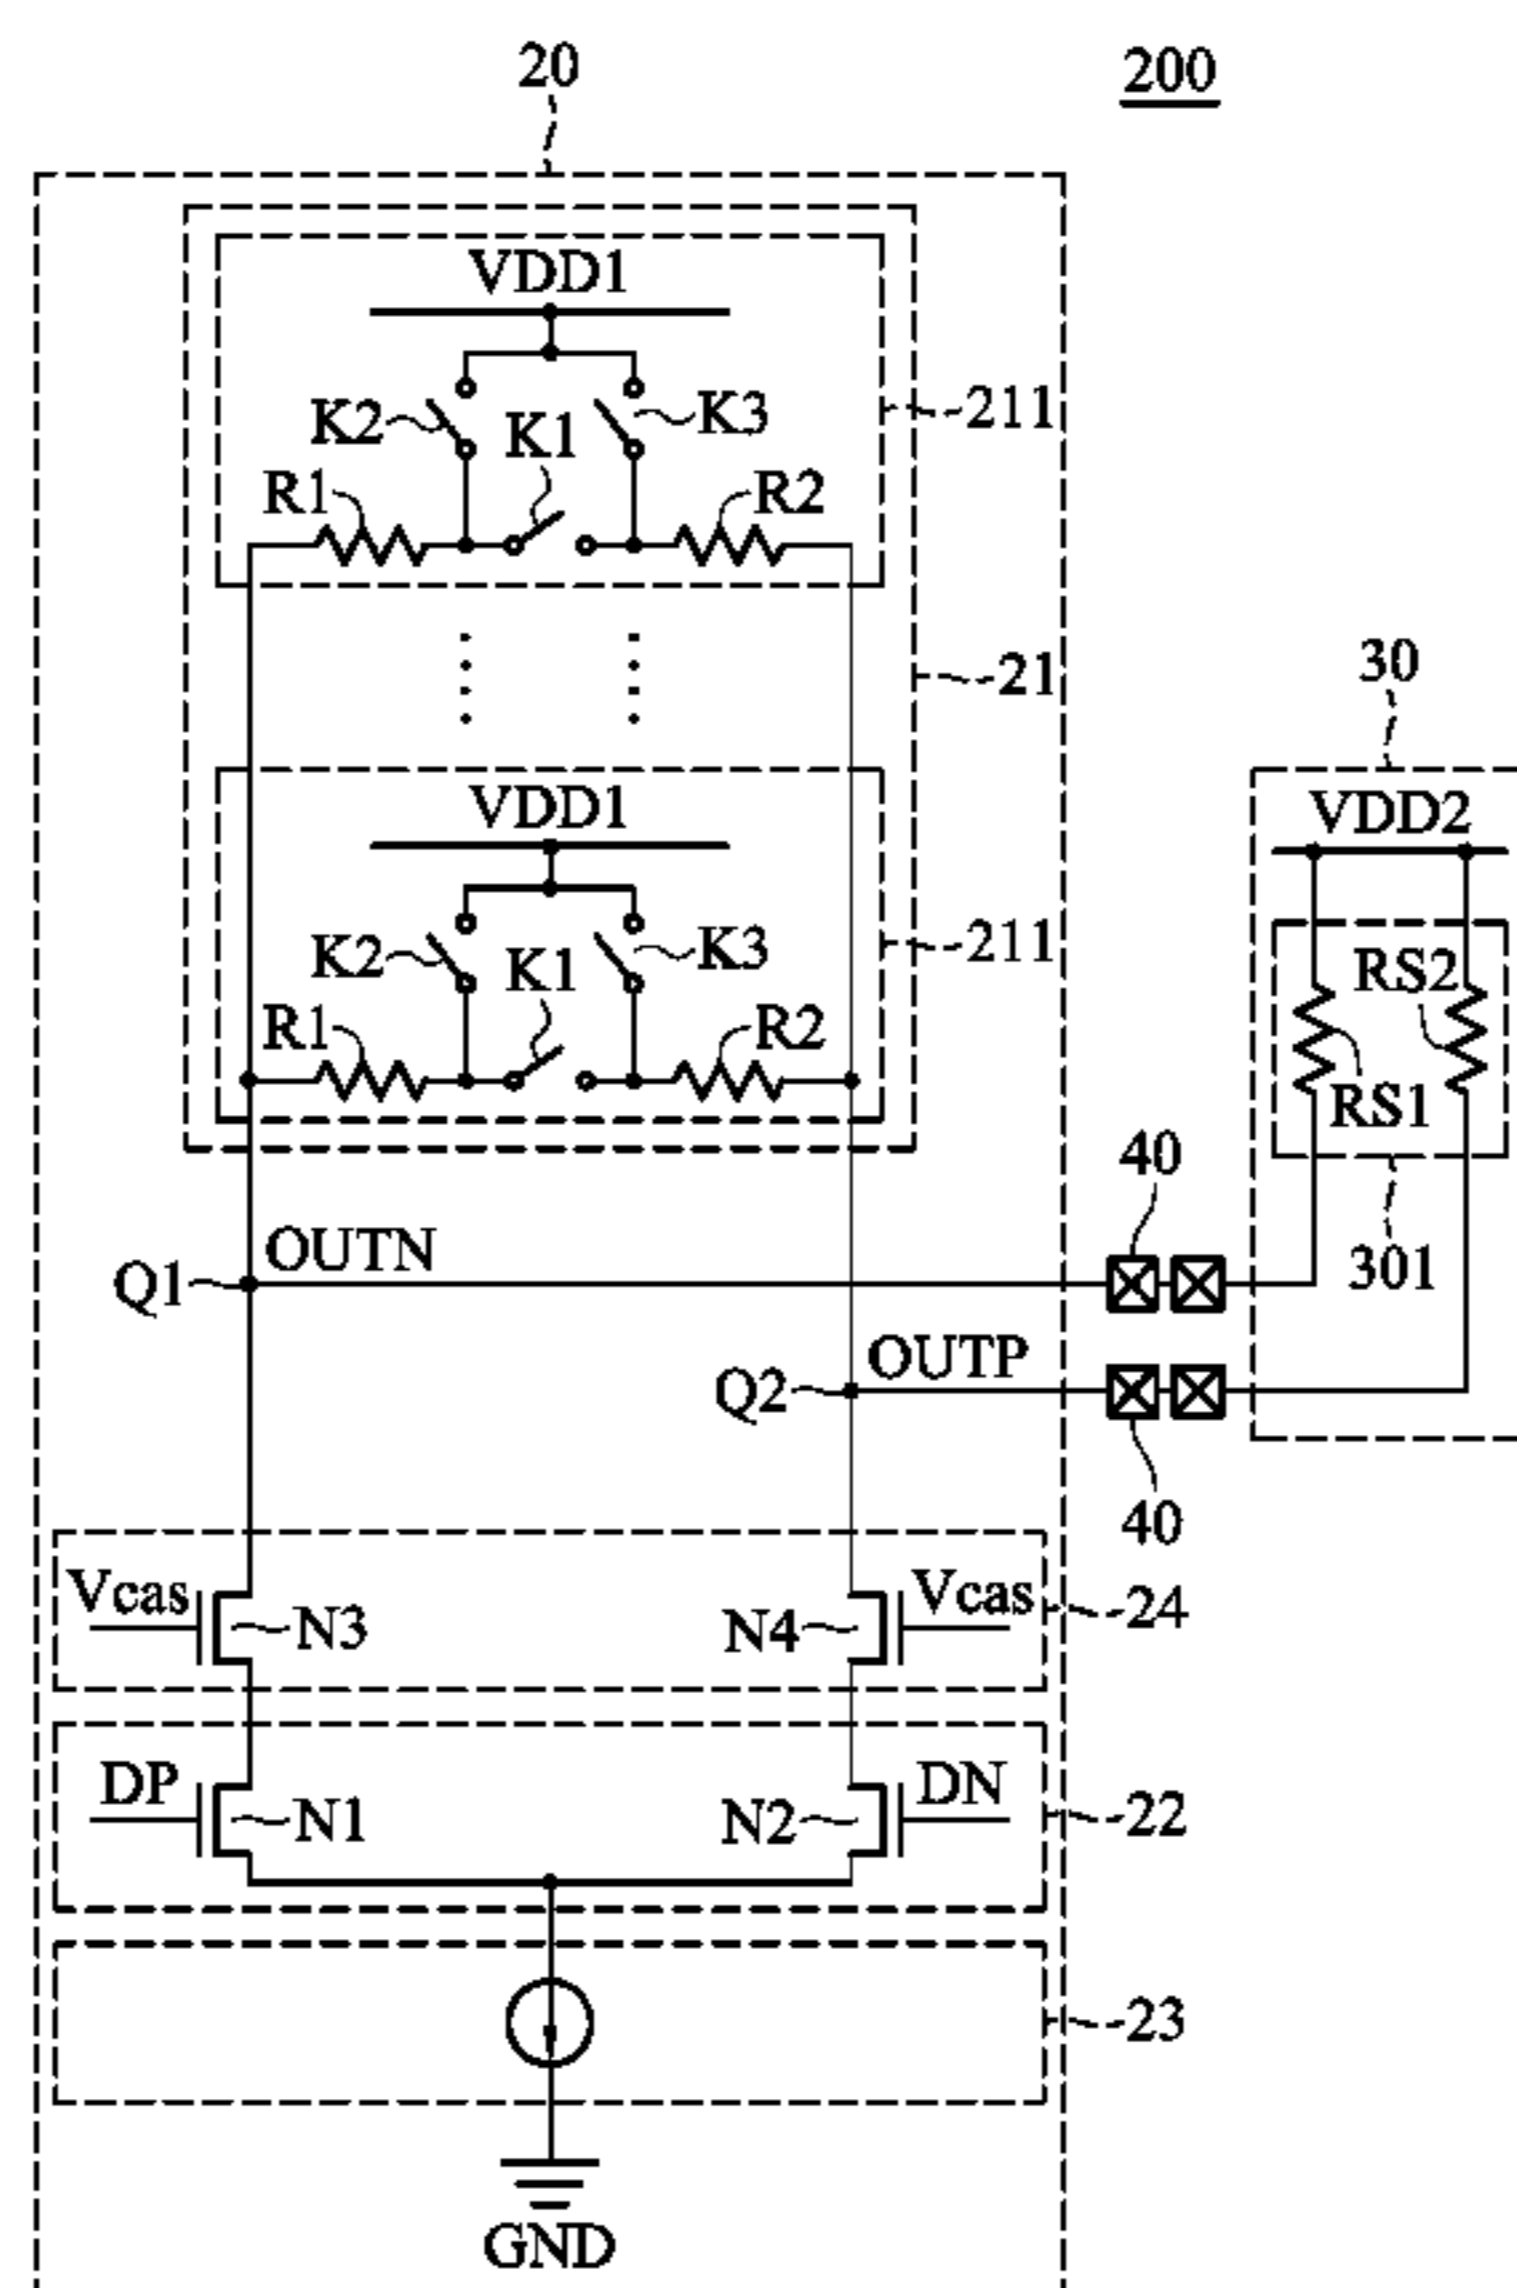 20
200
VDD1
K2
K1
K3
211
R1
R2
21
30
VDD1
VDD2
K2
K1
K3
211
RS2
R1
R2
RS1
40
OUTN
301
Q1
OUTP
Q2
40
Vcas
N3
N4
Vcas
24
DP
N1
N2
DN
22
23
GND